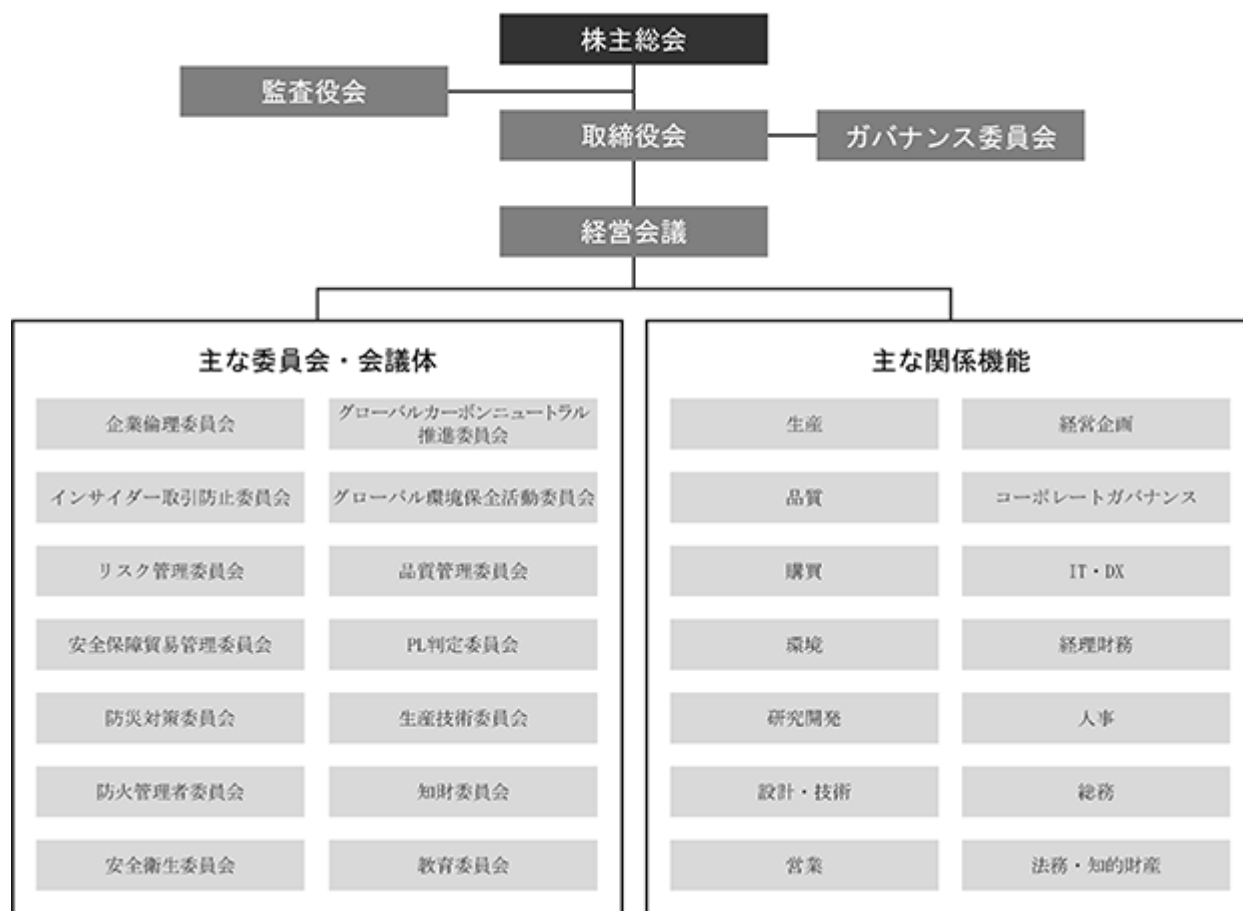 株主総会
監査役会
取締役会
ガバナンス委員会
経営会議
主な委員会・会議体
企業倫理委員会
グローバルカーボンニュートラル
推進委員会
インサイダー取引防止委員会
グローバル環境保全活動委員会
リスク管理委員会
品質管理委員会
安全保障貿易管理委員会
PL判定委員会
防災対策委員会
生産技術委員会
防火管理者委員会
知財委員会
安全衛生委員会
教育委員会
主な関係機能
生産
経営企画
品質
コーポレートガバナンス
購買
IT・DX
環境
経理財務
研究開発
人事
設計・技術
総務
営業
法務・知的財産